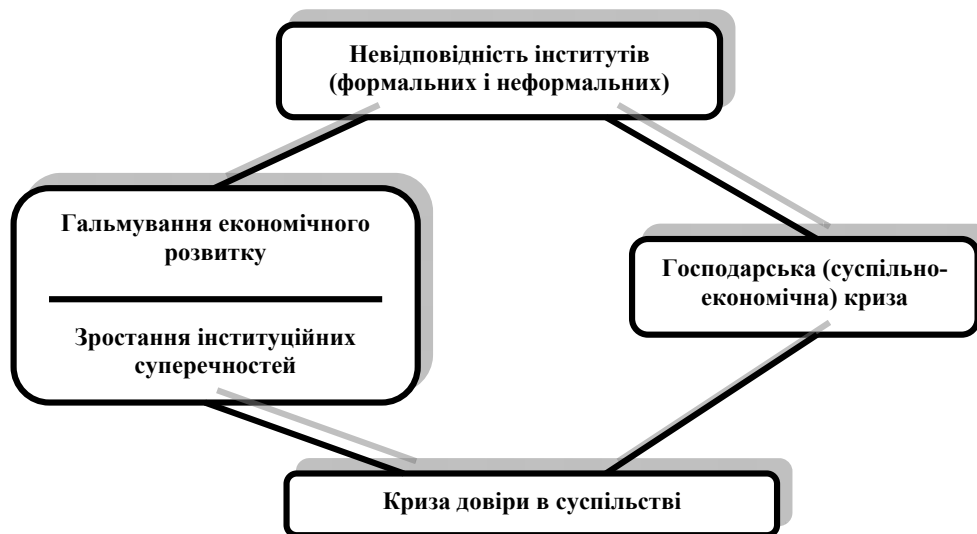 Невідповідність інститутів
(формальних і неформальних)
Гальмування економічного
розвитку
Зростання інституційних
суперечностей
Господарська (суспільно-
економічна) криза
Криза довіри в суспільстві